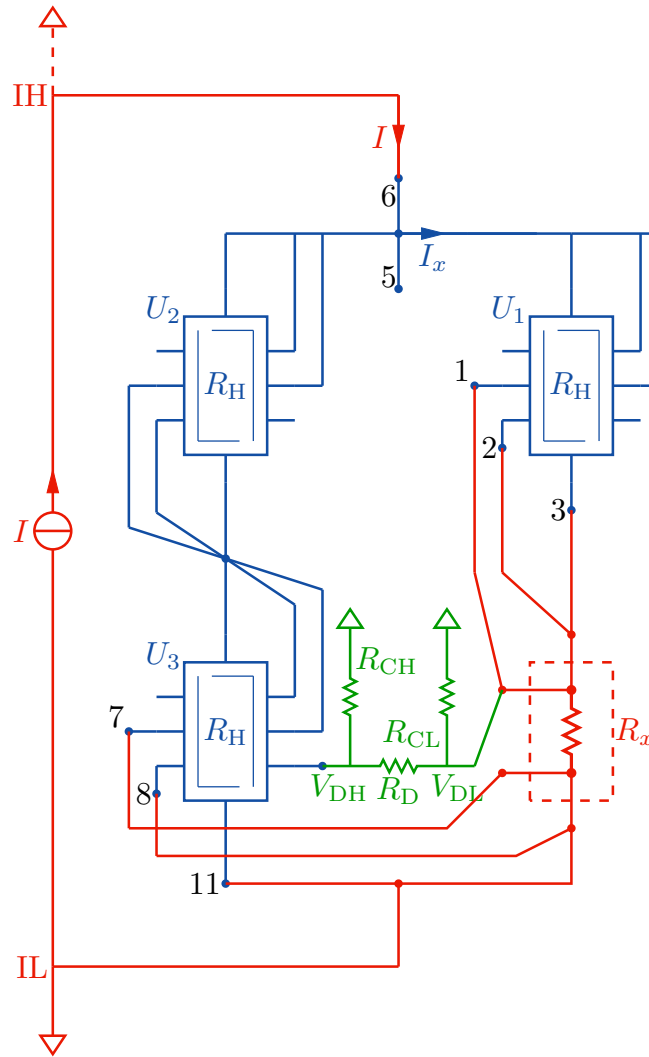 IH
I
6
I_x
5
U_2
U_1
R_H
1
R_H
2
3
I
U_3
R_CH
7
R_H
R_CL
R_x
8
V_DH
R_D
V_DL
11
IL